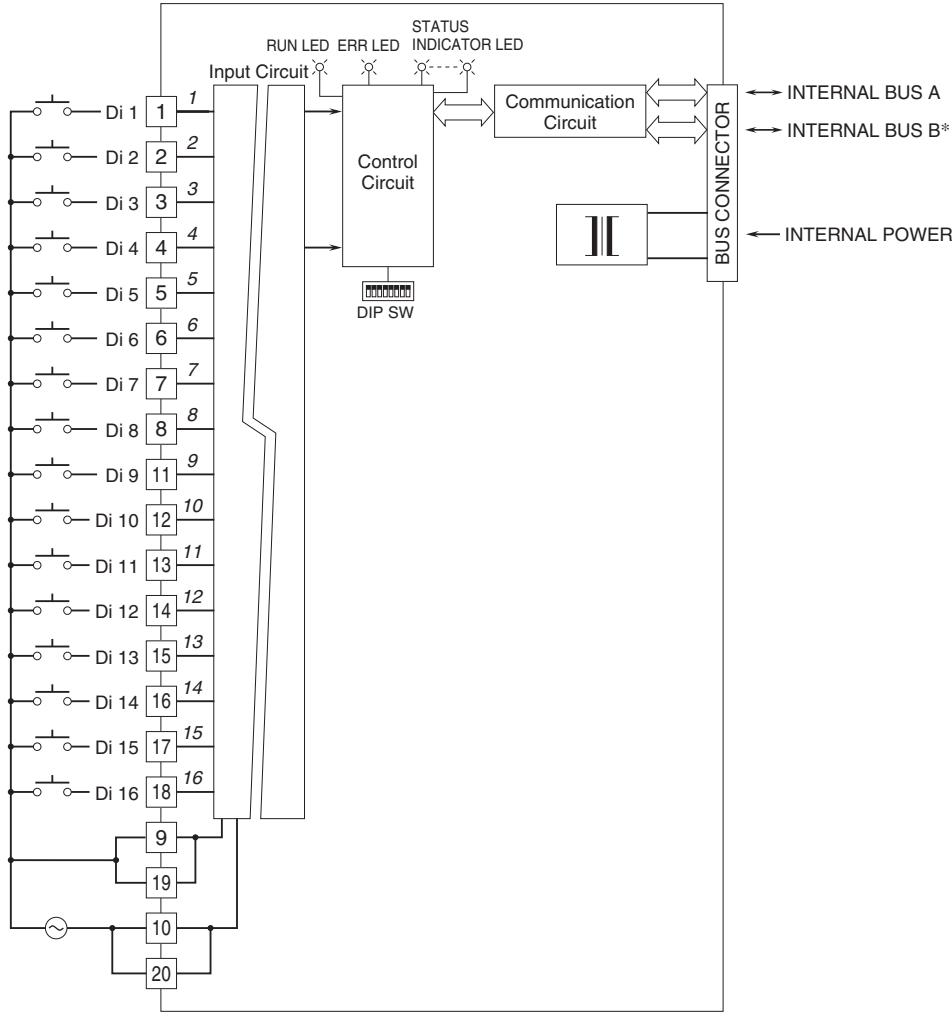 STATUS
INDICATOR LED
RUN LED ERR LED
Input Circuit
Control
Circuit
DIP SW
Communication
Circuit
BUS CONNECTOR
INTERNAL BUS A
INTERNAL BUS B*
INTERNAL POWER
Di 1 1 1
Di 2 2 2
Di 3 3 3
Di 4 4 4
Di 5 5 5
Di 6 6 6
Di 7 7 7
Di 8 8 8
Di 9 11 9
Di 10 12 10
Di 11 13 11
Di 12 14 12
Di 13 15 13
Di 14 16 14
Di 15 17 15
Di 16 18 16
9
19
10
20